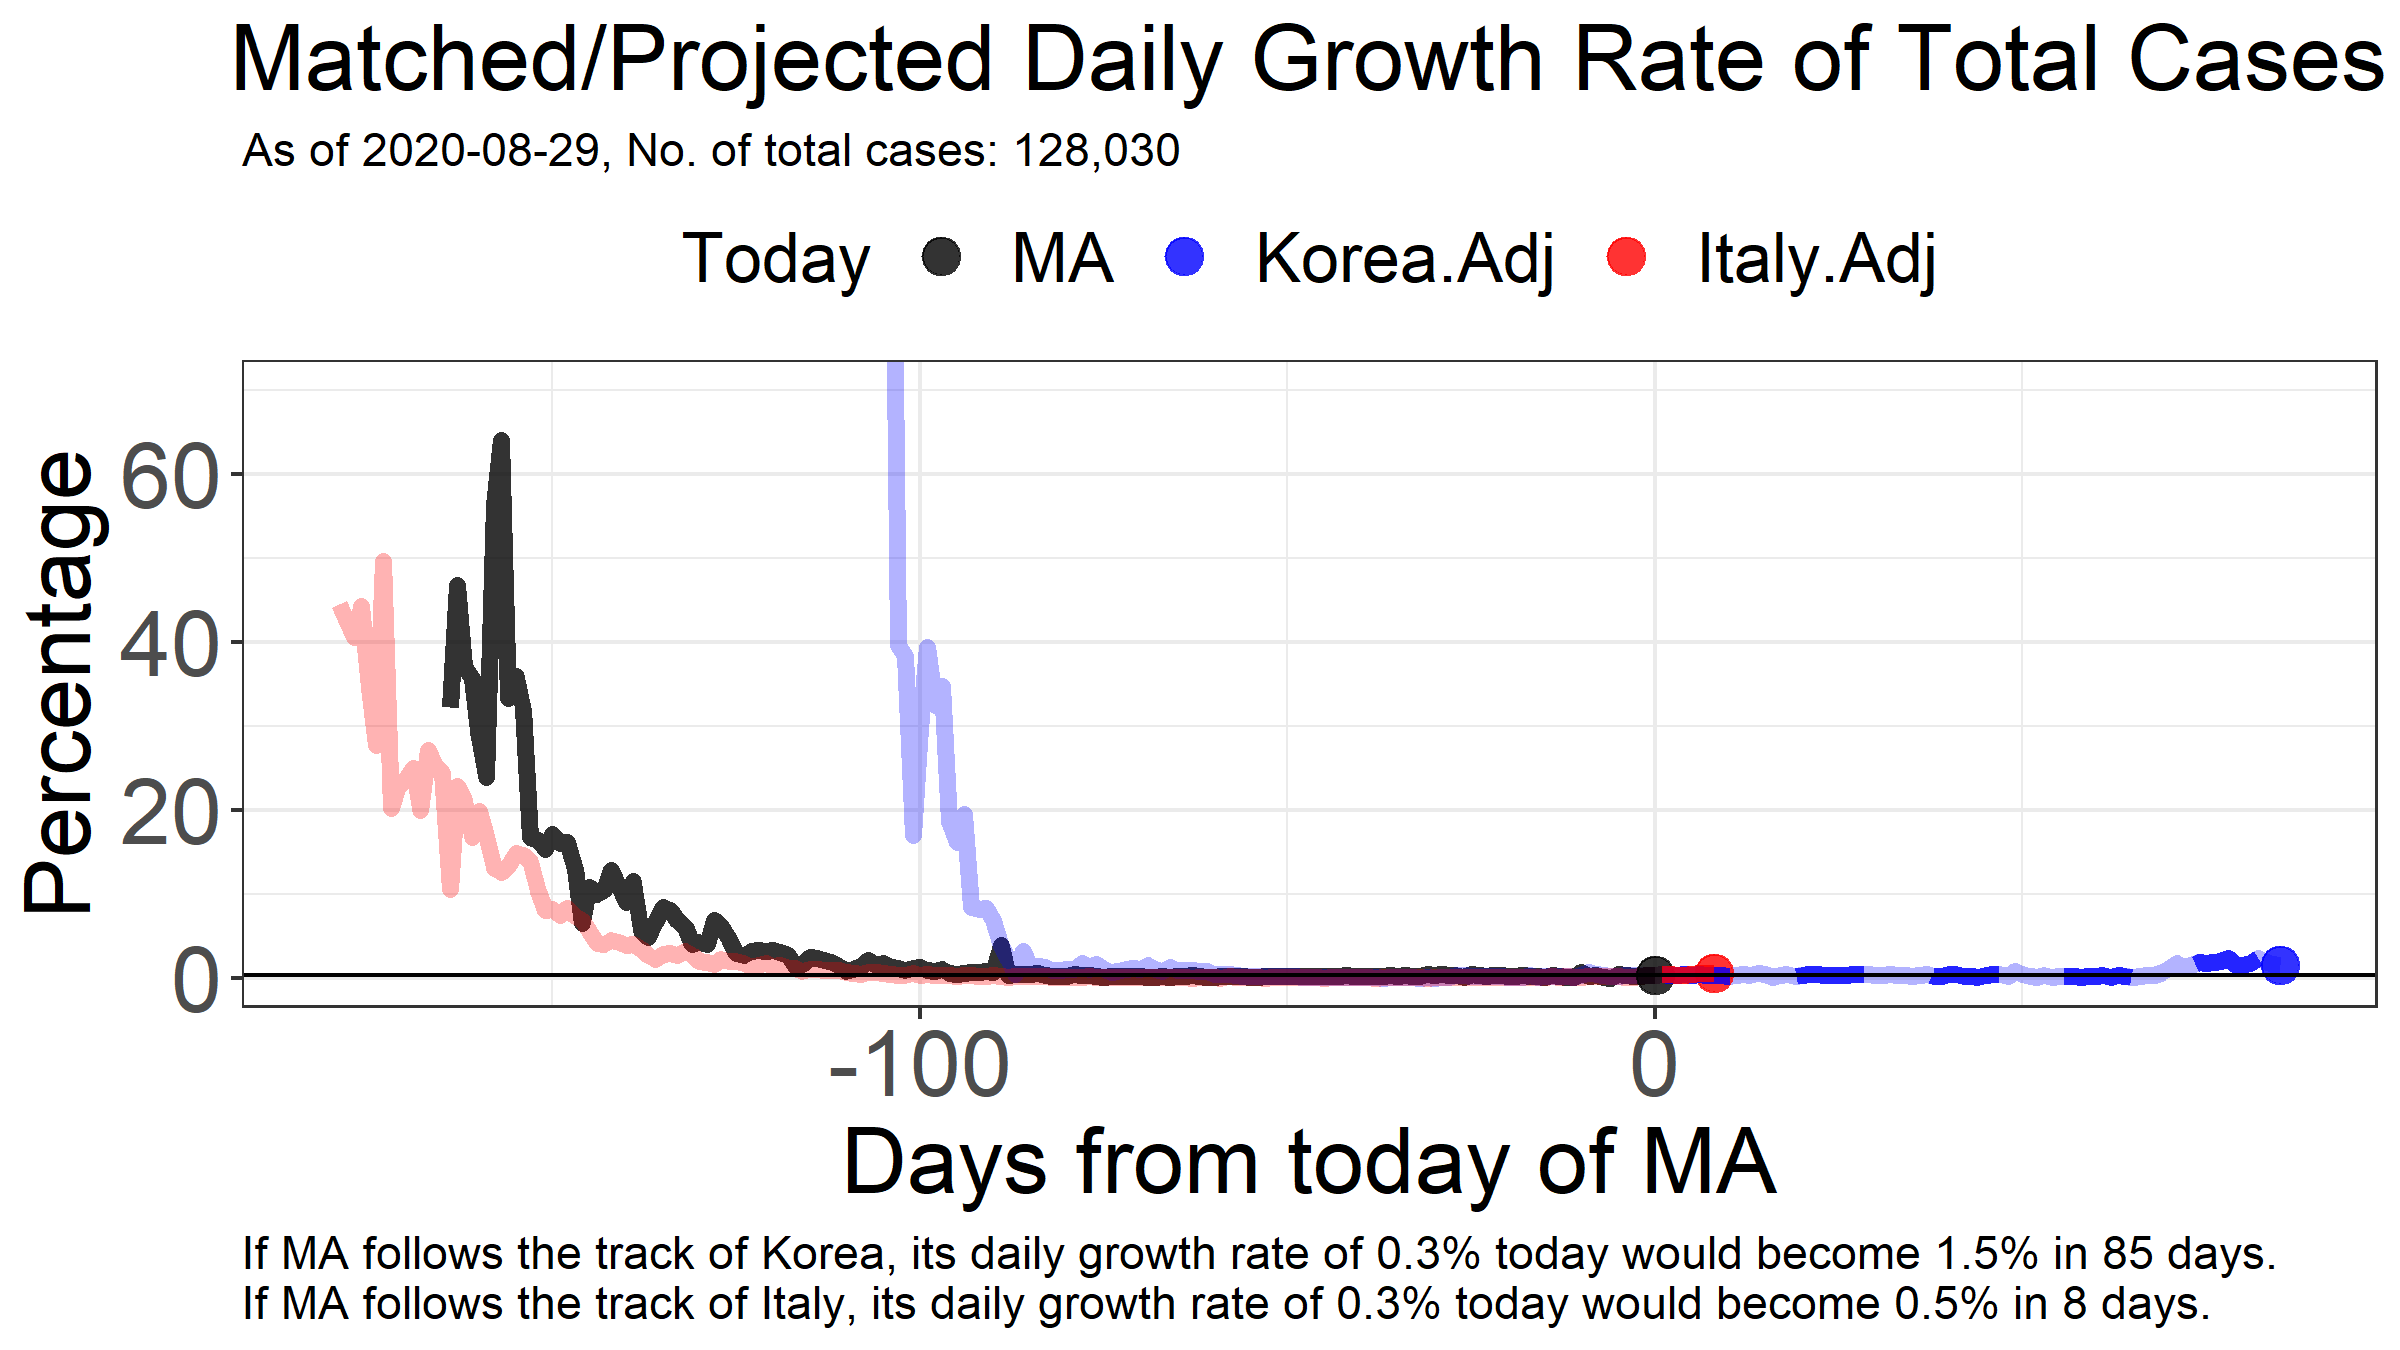 Matched/Projected Daily Growth Rate of Total Cases
As of 2020-08-29, No. of total cases: 128,030
Today MA Korea.Adj Italy.Adj
Percentage
60
40
20
0
-100 0
Days from today of MA
If MA follows the track of Korea, its daily growth rate of 0.3% today would become 1.5% in 85 days.
If MA follows the track of Italy, its daily growth rate of 0.3% today would become 0.5% in 8 days.